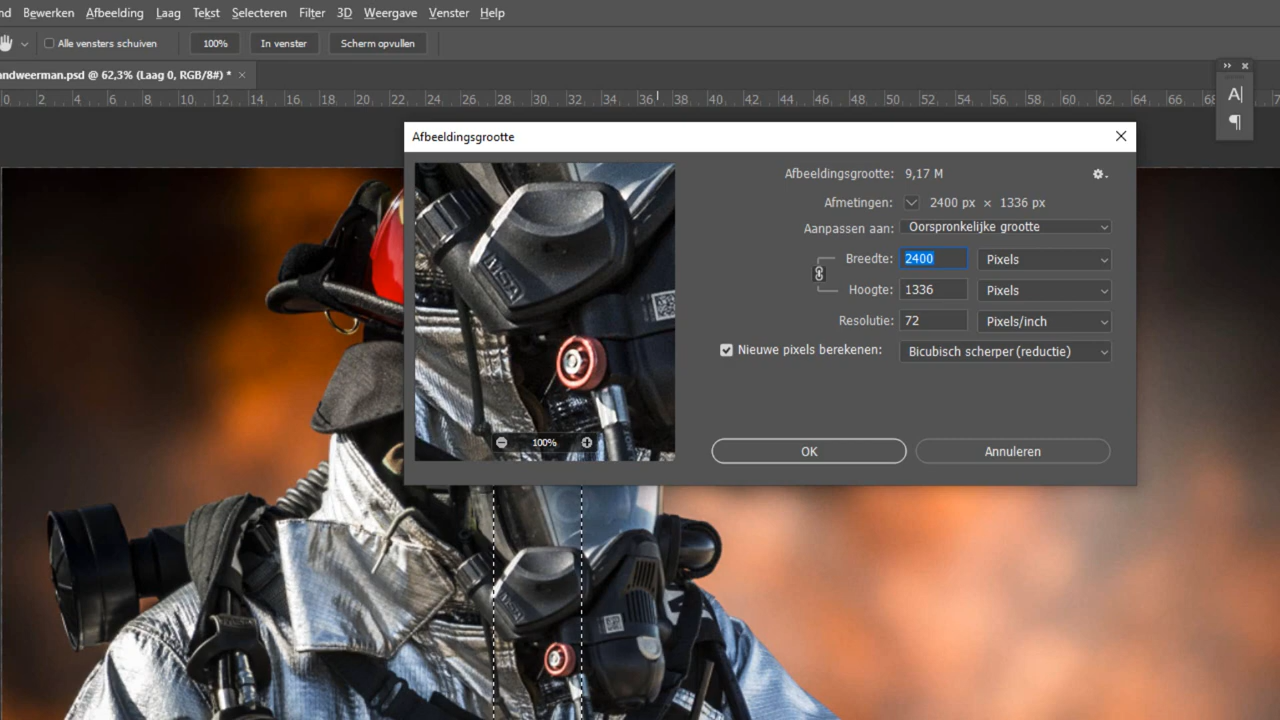 nd Bewerken Afbeelding Laag Tekst Selecteren Filter 3D Weergave Venster Help
Alle vensters schuiven 100% In venster Scherm opvullen
andweerman.psd @ 62,3% (Laag 0, RGB/8#) * ×
0 2 4 6 8 10 12 14 16 18 20 22 24 26 28 30 32 34 36 38 40 42 44 46 48 50 52 54 56 58 60 62 64 66 68
A
¶
Afbeeldingsgrootte
Afbeeldingsgrootte: 9,17 M
Afmetingen: 2400 px × 1336 px
Aanpassen aan: Oorspronkelijke grootte
Breedte: 2400 Pixels
Hoogte: 1336 Pixels
Resolutie: 72 Pixels/inch
Nieuwe pixels berekenen: Bicubisch scherper (reductie)
MSA
100%
OK Annuleren
MSA